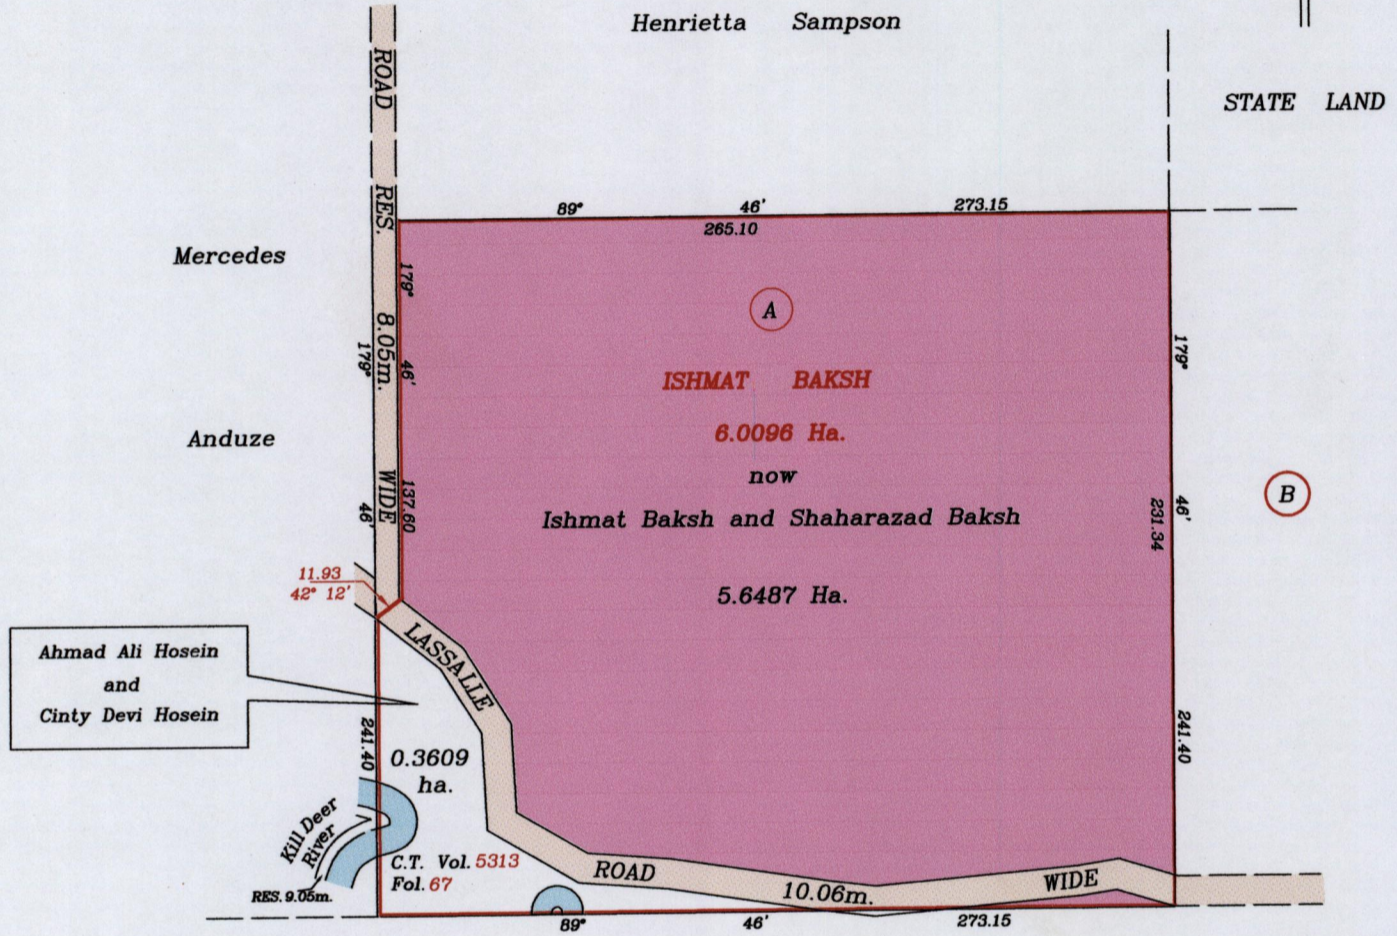 Henrietta Sampson
STATE LAND
ROAD RES. 8.05m. WIDE
89° 46' 273.15
265.10
Mercedes
Anduze
179° 46'
179° 46' 137.60
A
ISHMAT BAKSH
6.0096 Ha.
now
Ishmat Baksh and Shaharazad Baksh
5.6487 Ha.
179° 46' 241.40
231.34
B
11.93
42° 12'
LASSALLE ROAD 10.06m. WIDE
Ahmad Ali Hosein
and
Cinty Devi Hosein
241.40
0.3609
ha.
Kill Deer
River
RES. 9.05m.
C.T. Vol. 5313
Fol. 67
89° 46' 273.15